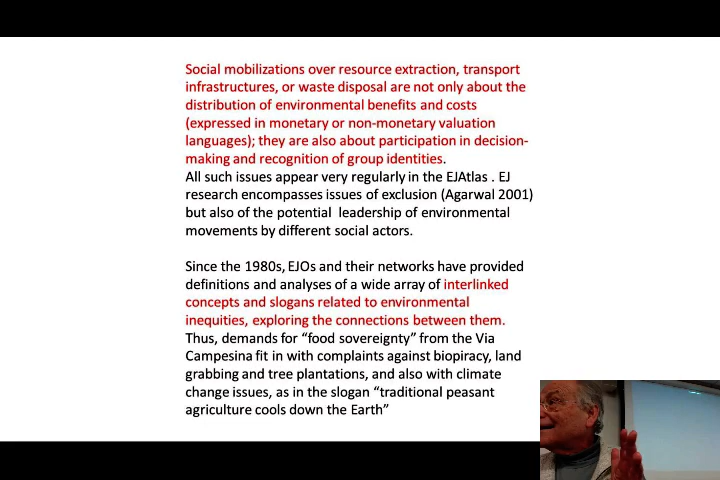 Social mobilizations over resource extraction, transport
infrastructures, or waste disposal are not only about the
distribution of environmental benefits and costs
(expressed in monetary or non-monetary valuation
languages); they are also about participation in decision-
making and recognition of group identities.
All such issues appear very regularly in the EJAtlas . EJ
research encompasses issues of exclusion (Agarwal 2001)
but also of the potential  leadership of environmental
movements by different social actors.
Since the 1980s, EJOs and their networks have provided
definitions and analyses of a wide array of interlinked
concepts and slogans related to environmental
inequities, exploring the connections between them.
Thus, demands for “food sovereignty” from the Via
Campesina fit in with complaints against biopiracy, land
grabbing and tree plantations, and also with climate
change issues, as in the slogan “traditional peasant
agriculture cools down the Earth”